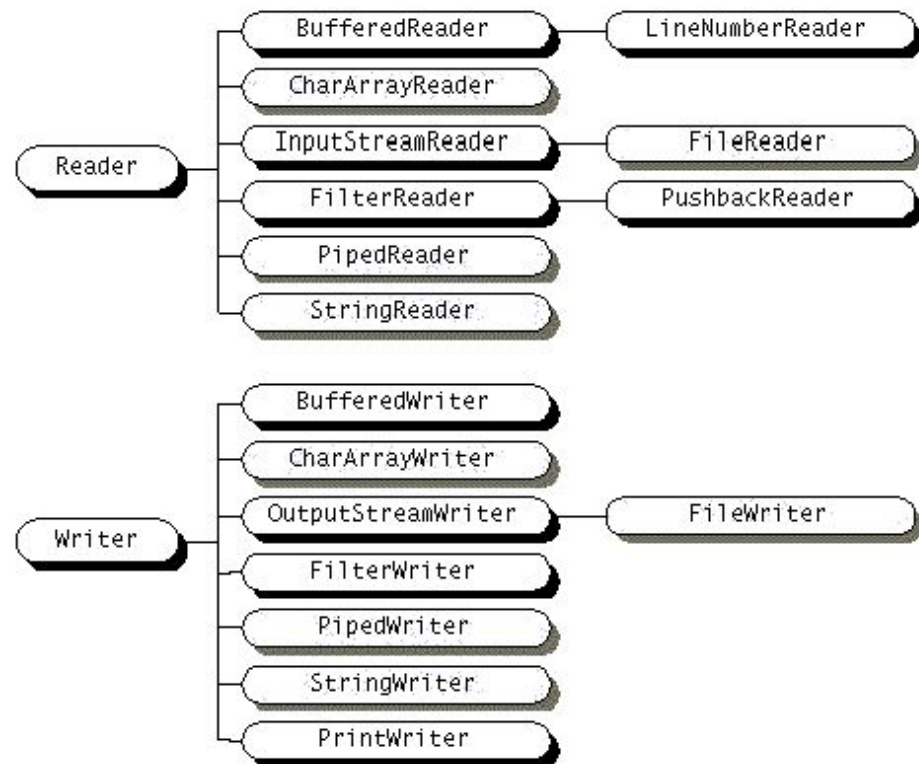 BufferedReader LineNumberReader
CharArrayReader
InputStreamReader FileReader
Reader
FilterReader PushbackReader
PipedReader
StringReader
BufferedWriter
CharArrayWriter
OutputStreamWriter FileWriter
Writer
FilterWriter
PipedWriter
StringWriter
PrintWriter